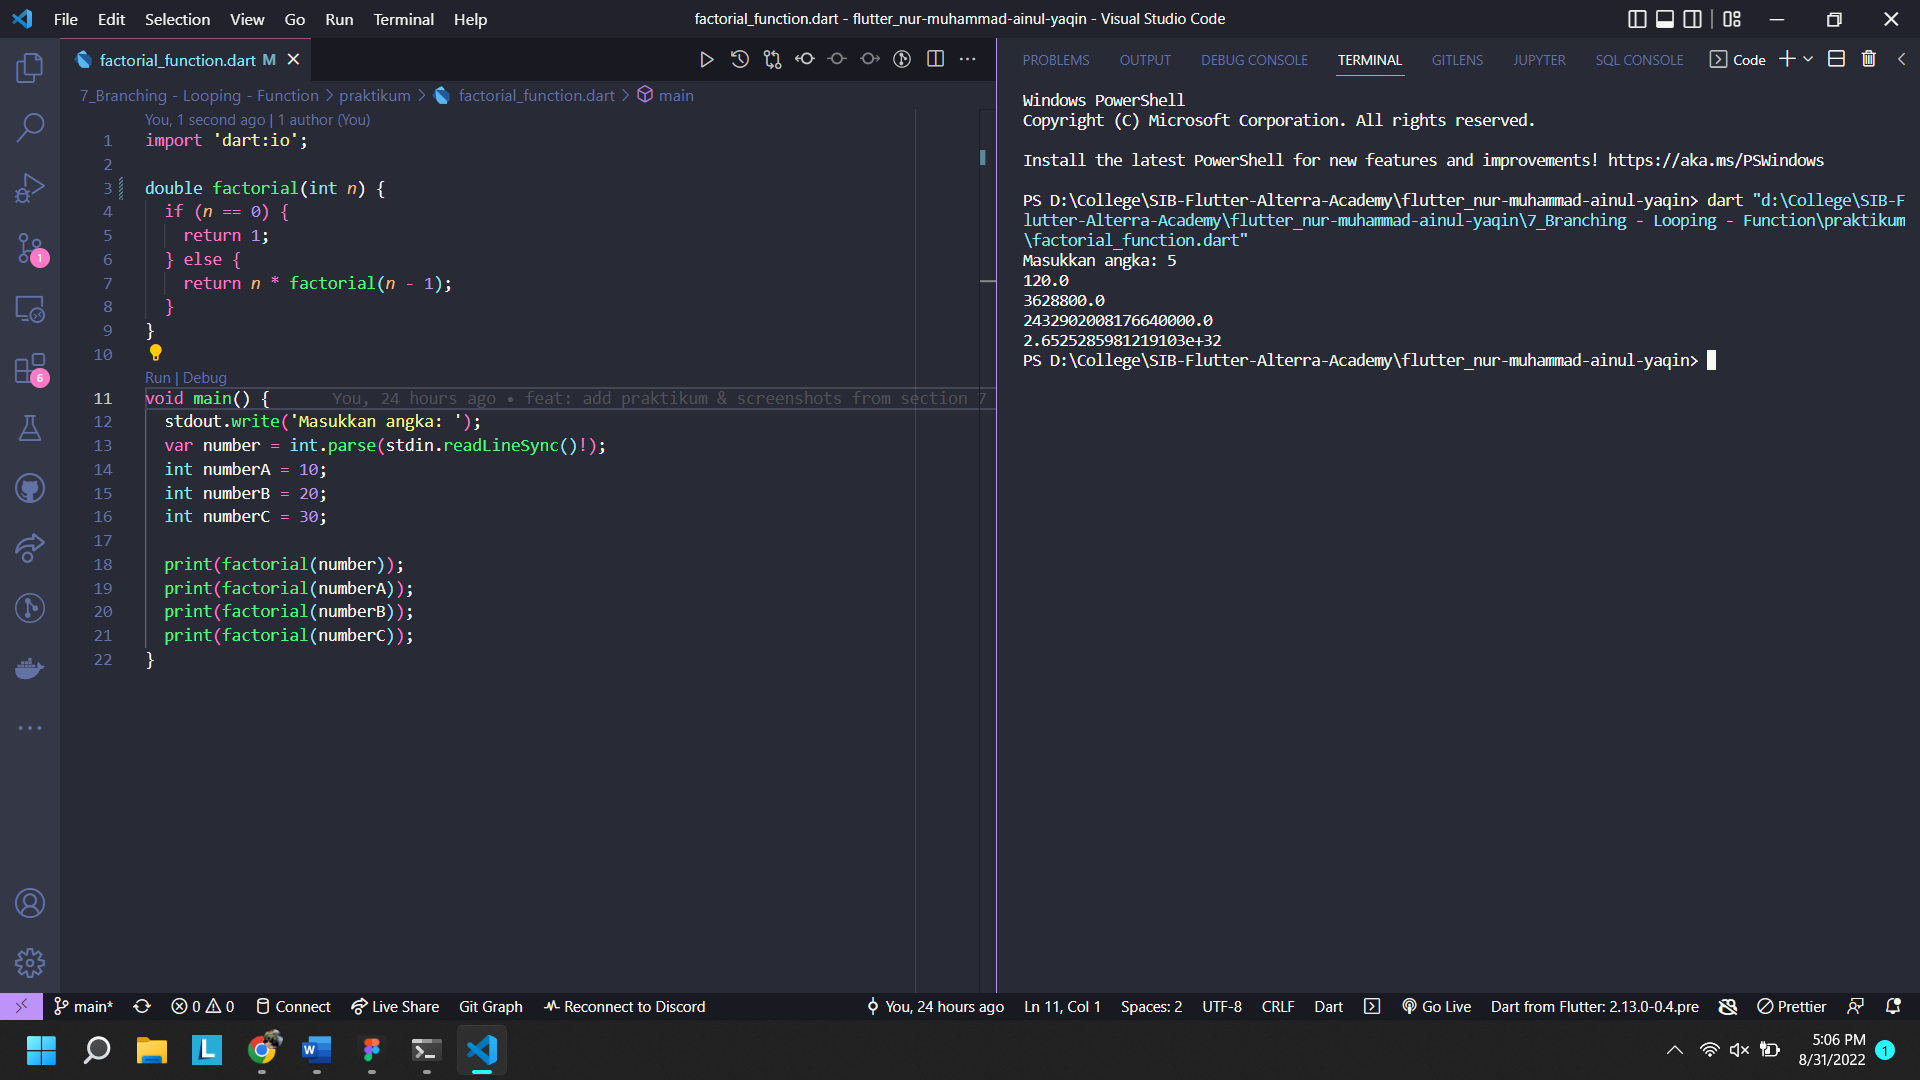 File Edit Selection View Go Run Terminal Help
factorial_function.dart - flutter_nur-muhammad-ainul-yaqin - Visual Studio Code
factorial_function.dart M
7_Branching - Looping - Function > praktikum > factorial_function.dart > main
You, 1 second ago | 1 author (You)
1 import 'dart:io';
2
3 double factorial(int n) {
4 if (n == 0) {
5 return 1;
6 } else {
7 return n * factorial(n - 1);
8 }
9 }
10
Run | Debug
11 void main() { You, 24 hours ago • feat: add praktikum & screenshots from section 7
12 stdout.write('Masukkan angka: ');
13 var number = int.parse(stdin.readLineSync()!);
14 int numberA = 10;
15 int numberB = 20;
16 int numberC = 30;
17
18 print(factorial(number));
19 print(factorial(numberA));
20 print(factorial(numberB));
21 print(factorial(numberC));
22 }
PROBLEMS OUTPUT DEBUG CONSOLE TERMINAL GITLENS JUPYTER SQL CONSOLE Code
Windows PowerShell
Copyright (C) Microsoft Corporation. All rights reserved.
Install the latest PowerShell for new features and improvements! https://aka.ms/PSWindows
PS D:\College\SIB-Flutter-Alterra-Academy\flutter_nur-muhammad-ainul-yaqin> dart "d:\College\SIB-F
lutter-Alterra-Academy\flutter_nur-muhammad-ainul-yaqin\7_Branching - Looping - Function\praktikum
\factorial_function.dart"
Masukkan angka: 5
120.0
3628800.0
2432902008176640000.0
2.6525285981219103e+32
PS D:\College\SIB-Flutter-Alterra-Academy\flutter_nur-muhammad-ainul-yaqin>
1
6
main* 0 0 Connect Live Share Git Graph Reconnect to Discord
You, 24 hours ago Ln 11, Col 1 Spaces: 2 UTF-8 CRLF Dart Go Live Dart from Flutter: 2.13.0-0.4.pre Prettier
L W
5:06 PM
8/31/2022
1